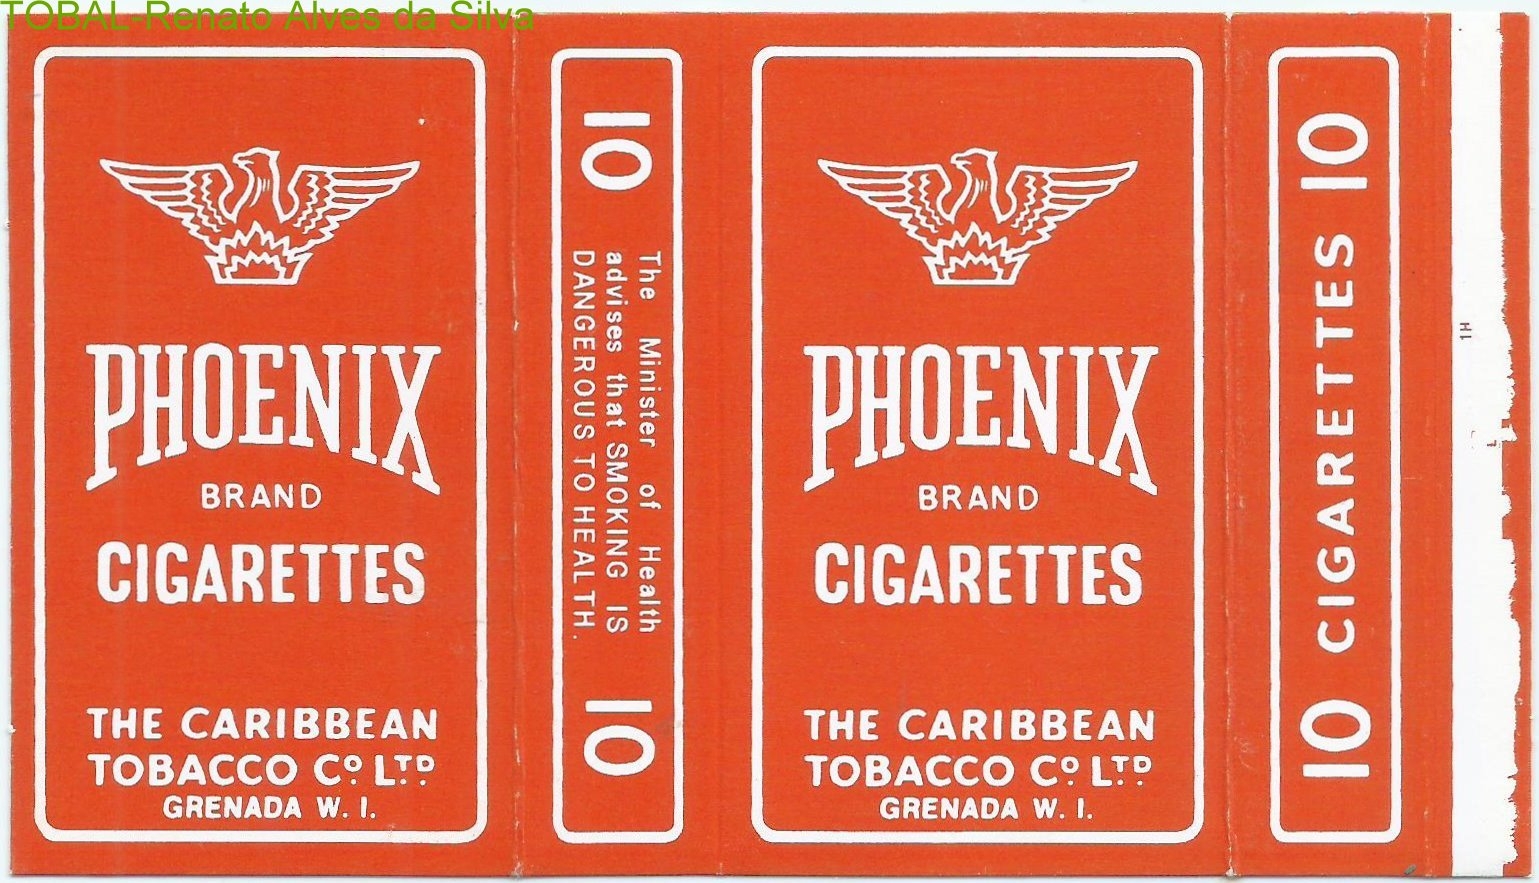 TOBAL-Renato Alves da Silva
PHOENIX
BRAND
CIGARETTES
THE CARIBBEAN
TOBACCO Cº LTD
GRENADA W. I.
10
The Minister of Health
advises that SMOKING IS
DANGEROUS TO HEALTH.
10
PHOENIX
BRAND
CIGARETTES
THE CARIBBEAN
TOBACCO Cº LTD
GRENADA W. I.
10 CIGARETTES 10
1H